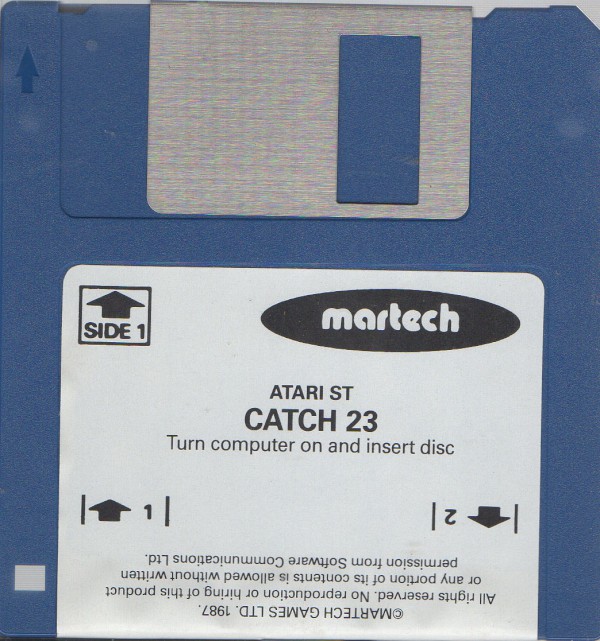 SIDE 1
martech
ATARI ST
CATCH 23
Turn computer on and insert disc
1
2
©MARTECH GAMES LTD. 1987.
All rights reserved. No reproduction or hiring of this product
or any portion of its contents is allowed without written
permission from Software Communications Ltd.